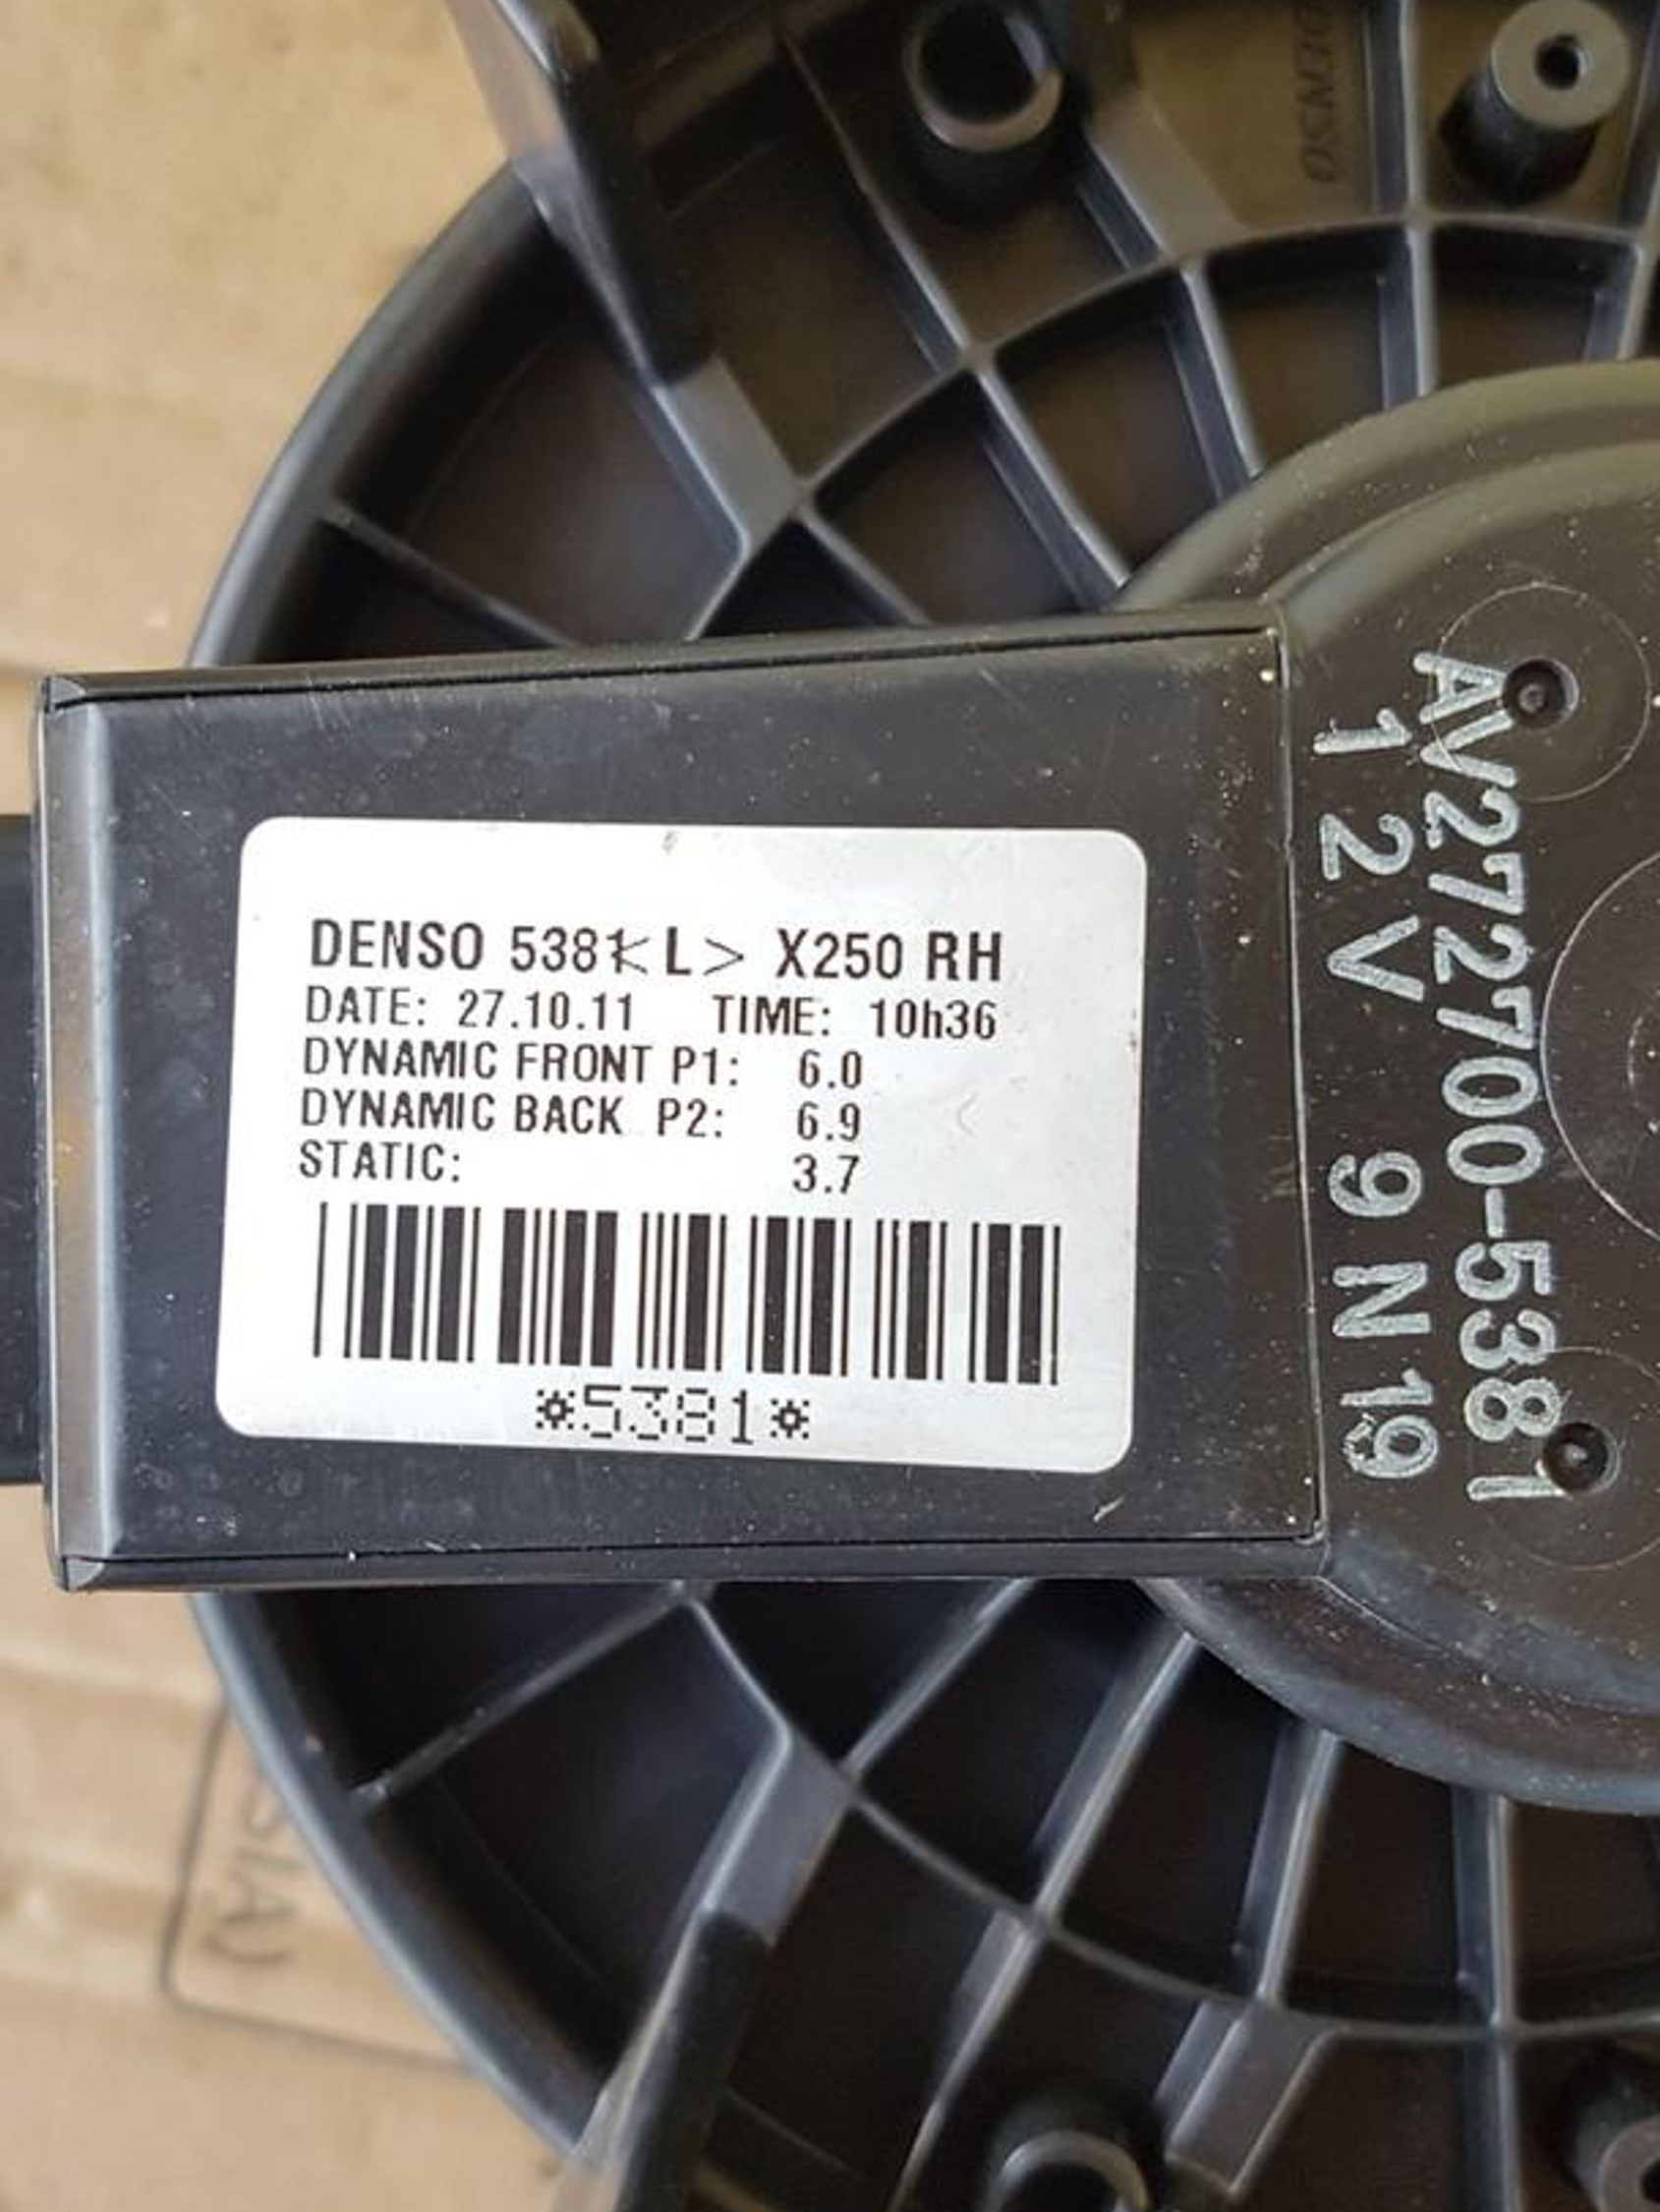 DENSO
DENSO 5381< L > X250 RH
DATE: 27.10.11 TIME: 10h36
DYNAMIC FRONT P1: 6.0
DYNAMIC BACK P2: 6.9
STATIC: 3.7
*5381*
AV272700-5381
12V 9N19